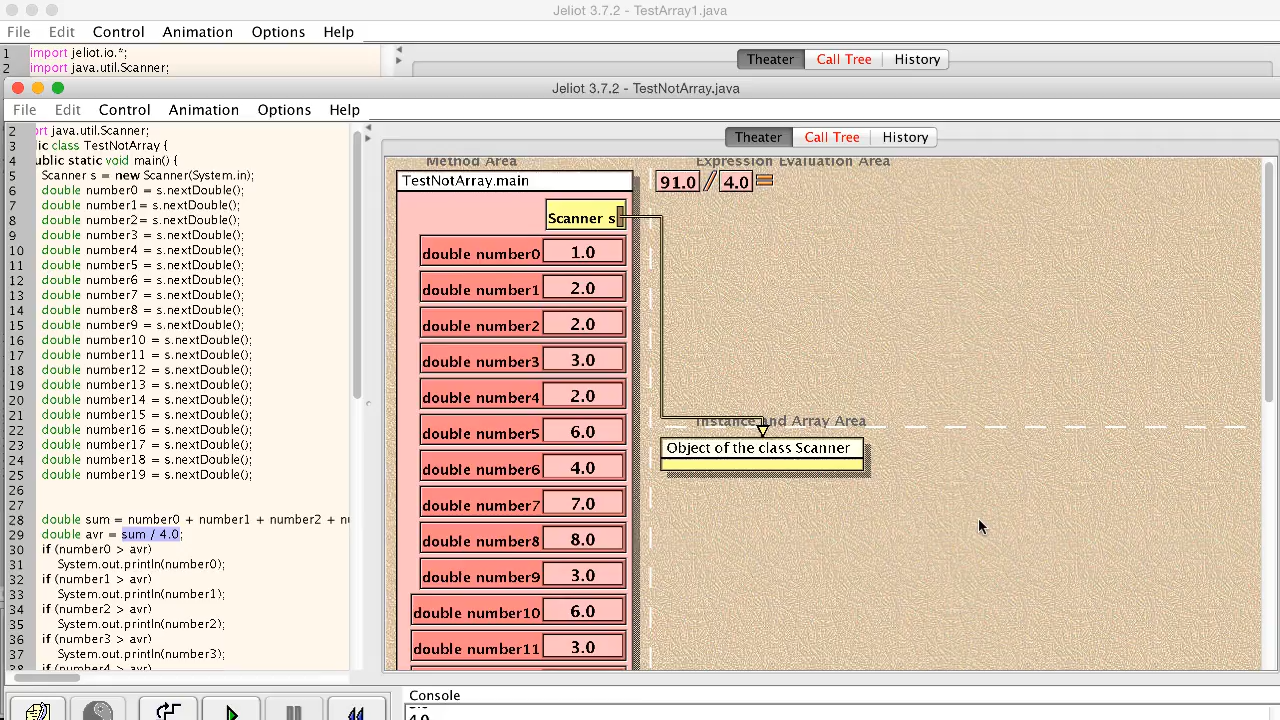 Jeliot 3.7.2 - TestArray1.java
File Edit Control Animation Options Help
1 import jeliot.io.*;
2 import java.util.Scanner;
Theater Call Tree History
Jeliot 3.7.2 - TestNotArray.java
File Edit Control Animation Options Help
Theater Call Tree History
2 ort java.util.Scanner;
3 ic class TestNotArray {
4 ublic static void main() {
5 Scanner s = new Scanner(System.in);
6 double number0 = s.nextDouble();
7 double number1 = s.nextDouble();
8 double number2 = s.nextDouble();
9 double number3 = s.nextDouble();
10 double number4 = s.nextDouble();
11 double number5 = s.nextDouble();
12 double number6 = s.nextDouble();
13 double number7 = s.nextDouble();
14 double number8 = s.nextDouble();
15 double number9 = s.nextDouble();
16 double number10 = s.nextDouble();
17 double number11 = s.nextDouble();
18 double number12 = s.nextDouble();
19 double number13 = s.nextDouble();
20 double number14 = s.nextDouble();
21 double number15 = s.nextDouble();
22 double number16 = s.nextDouble();
23 double number17 = s.nextDouble();
24 double number18 = s.nextDouble();
25 double number19 = s.nextDouble();
26
27
28 double sum = number0 + number1 + number2 + nu
29 double avr = sum / 4.0;
30 if (number0 > avr)
31 System.out.println(number0);
32 if (number1 > avr)
33 System.out.println(number1);
34 if (number2 > avr)
35 System.out.println(number2);
36 if (number3 > avr)
37 System.out.println(number3);
38 if (number4 > avr)
Method Area
TestNotArray.main
Scanner s
double number0 1.0
double number1 2.0
double number2 2.0
double number3 3.0
double number4 2.0
double number5 6.0
double number6 4.0
double number7 7.0
double number8 8.0
double number9 3.0
double number10 6.0
double number11 3.0
Expression Evaluation Area
91.0 / 4.0 =
Instance and Array Area
Object of the class Scanner
Console
4.0